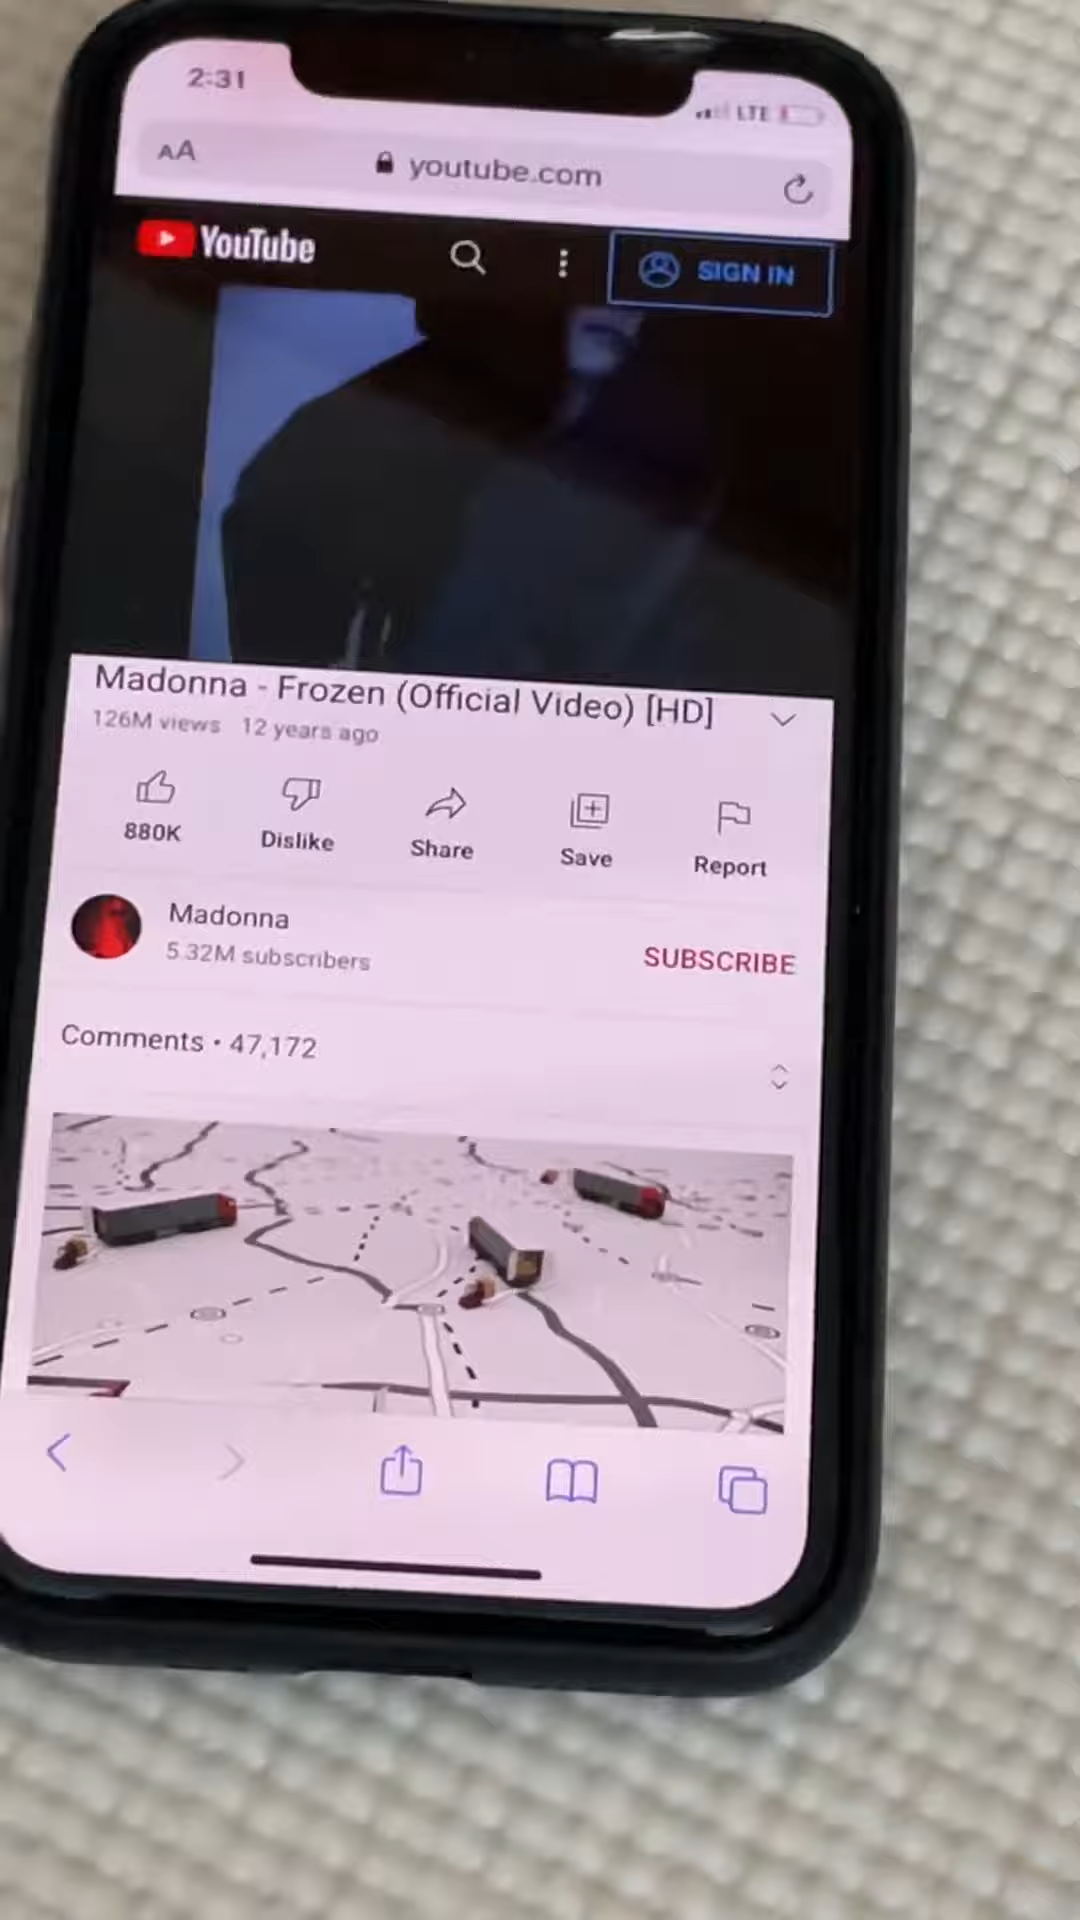 2:31
LTE
AA
youtube.com
YouTube
SIGN IN
Madonna - Frozen (Official Video) [HD]
126M views 12 years ago
880K
Dislike
Share
Save
Report
Madonna
5.32M subscribers
SUBSCRIBE
Comments • 47,172